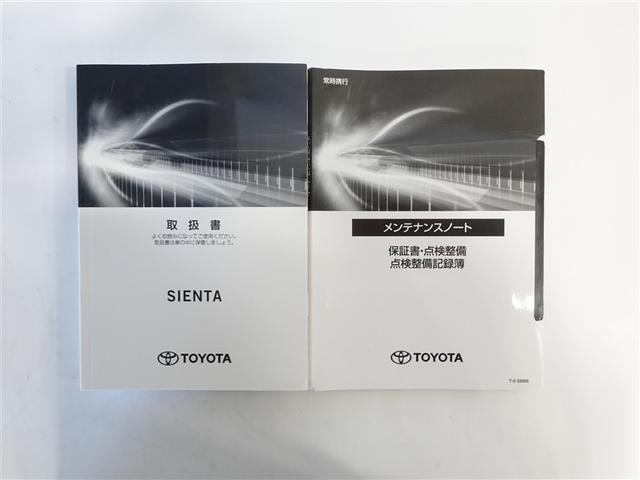 取扱書
よくお読みになってご使用ください。
取扱書は車の中に保管しましょう。
SIENTA
TOYOTA
常時携行
メンテナンスノート
保証書・点検整備
点検整備記録簿
TOYOTA